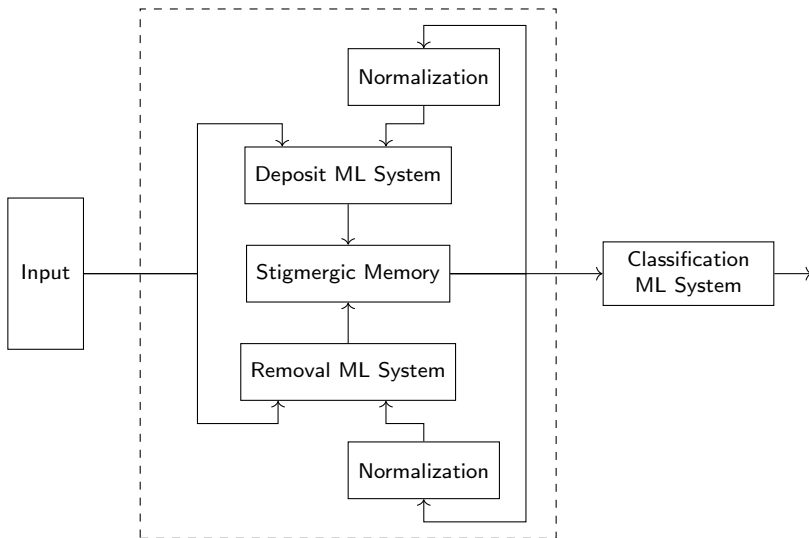 Normalization
Deposit ML System
Input
Stigmergic Memory
Classification
ML System
Removal ML System
Normalization